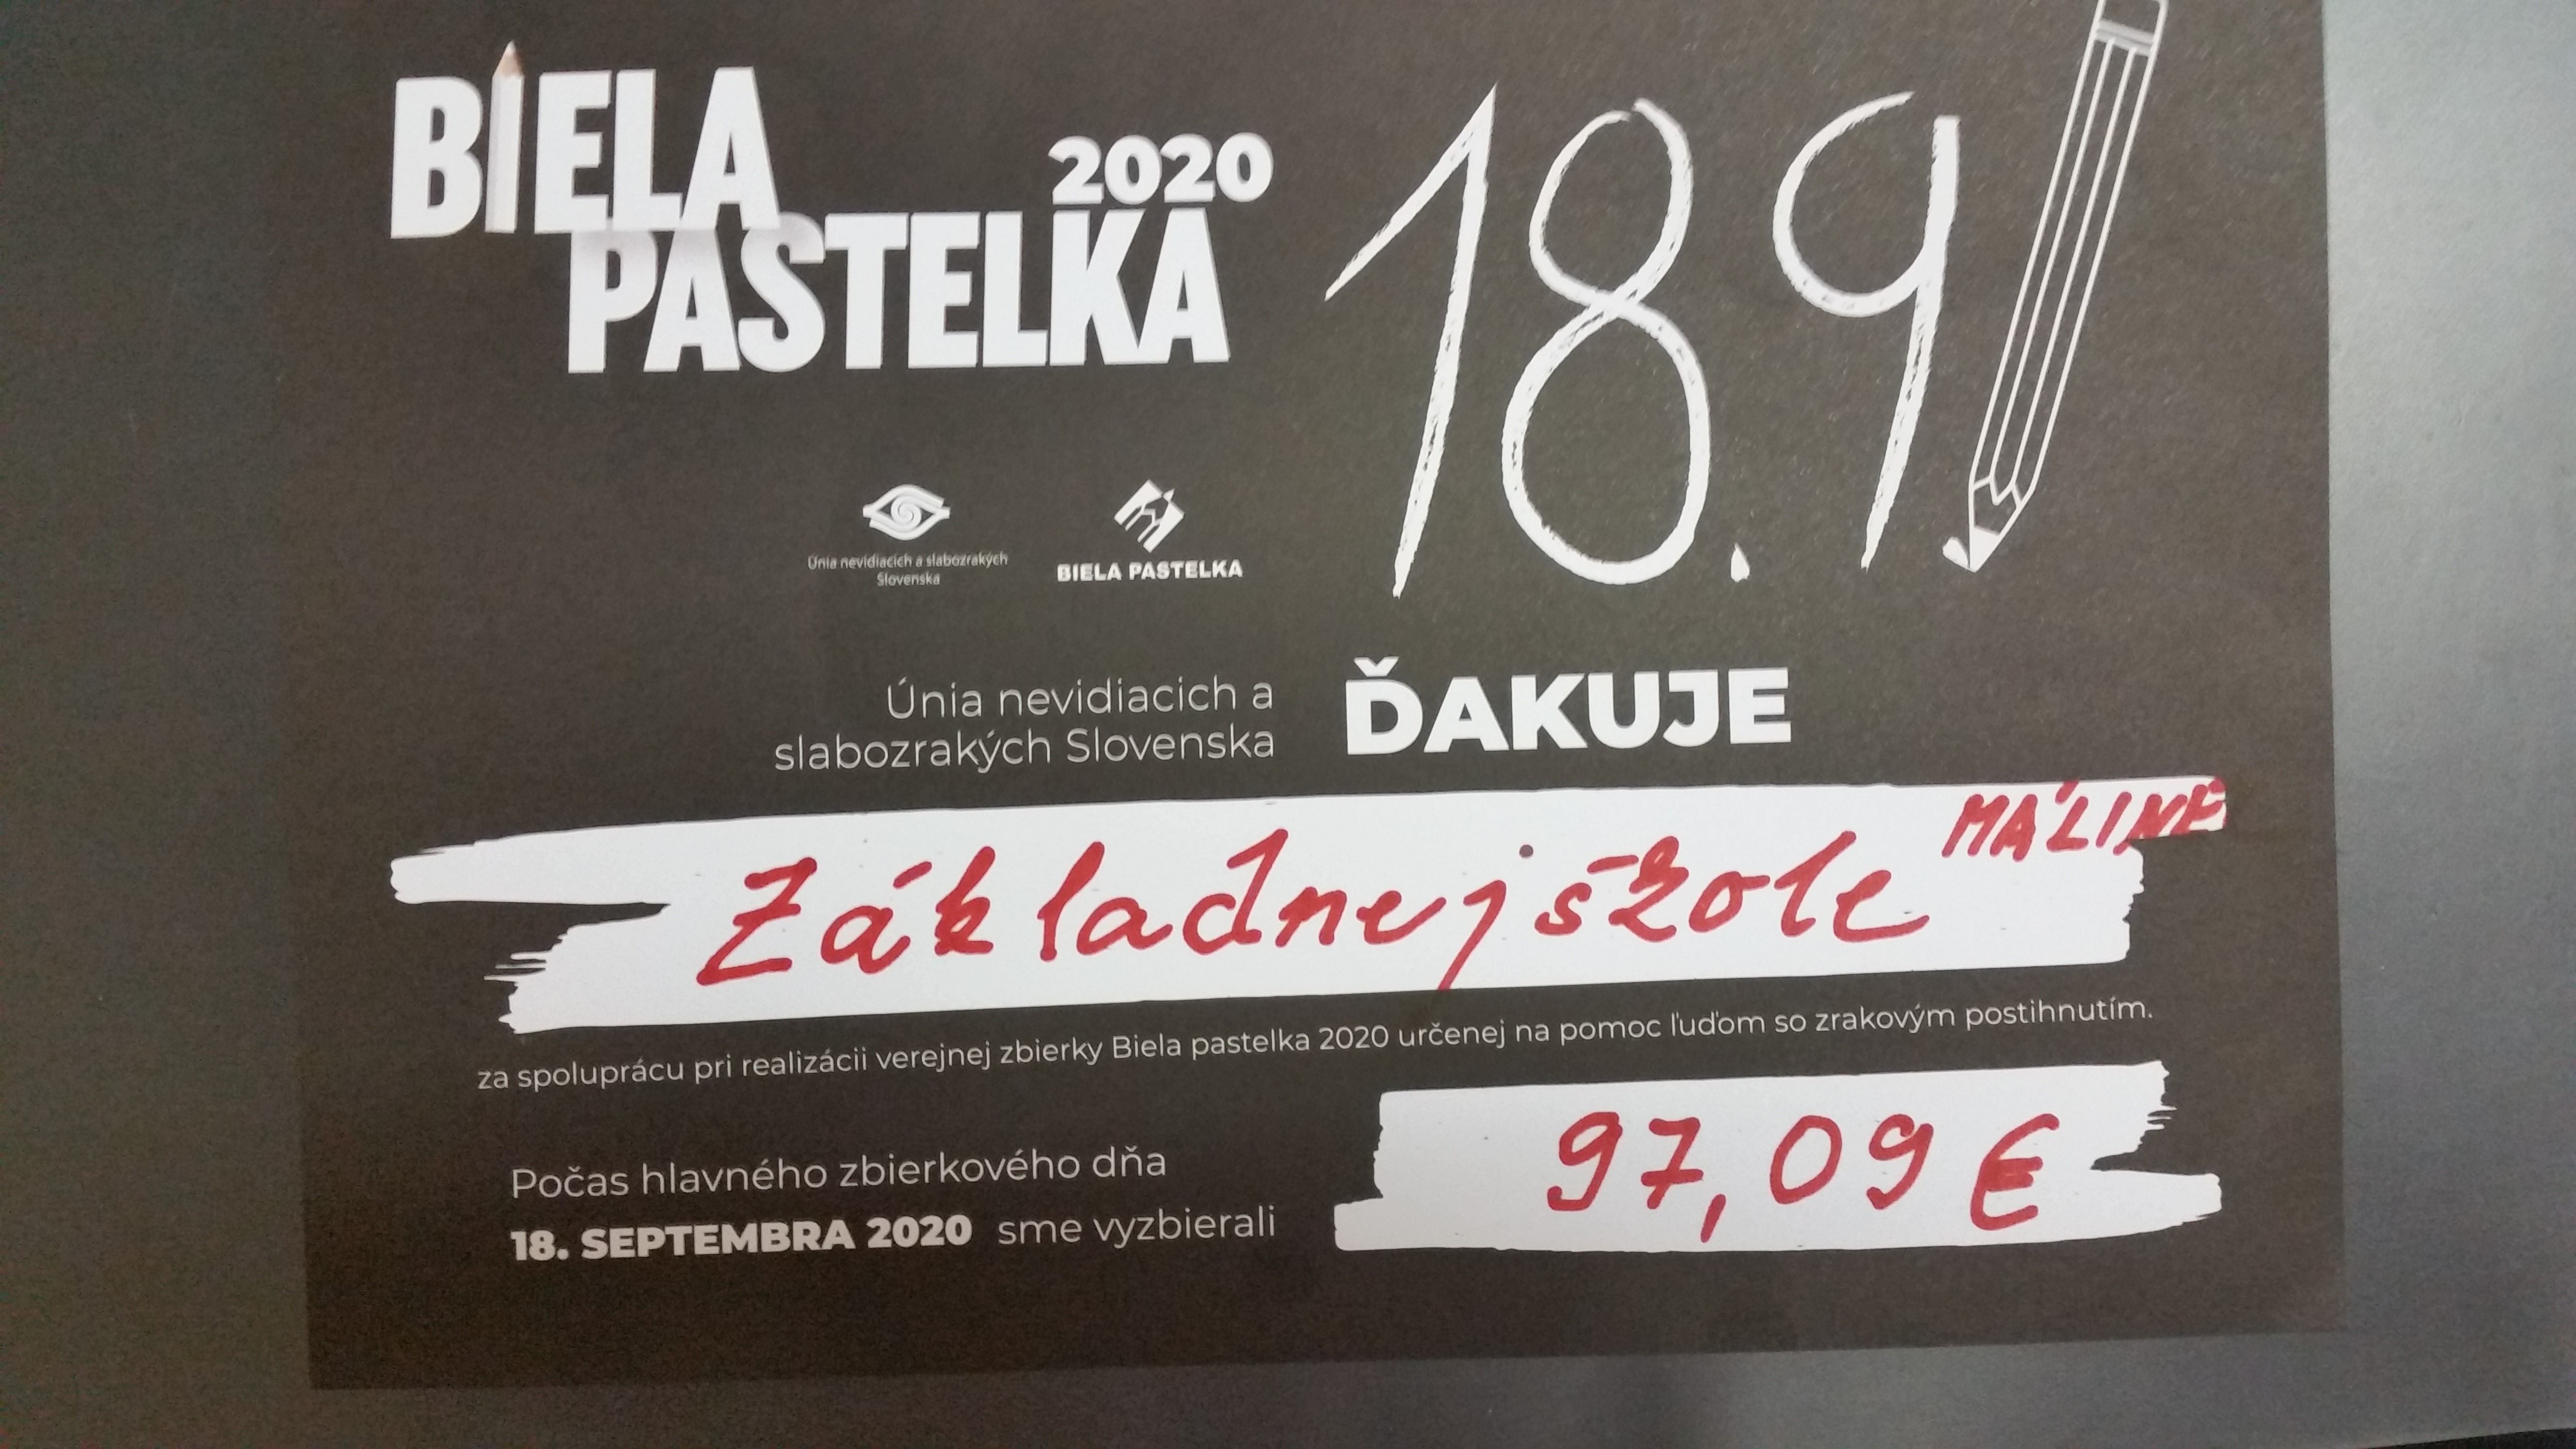 BIELA
PASTELKA
2020
18.9
Únia nevidiacich a slabozrakých
Slovenska
BIELA PASTELKA
Únia nevidiacich a
slabozrakých Slovenska
ĎAKUJE
MÁLINE
Základnej škole
za spoluprácu pri realizácii verejnej zbierky Biela pastelka 2020 určenej na pomoc ľuďom so zrakovým postihnutím.
Počas hlavného zbierkového dňa
18. SEPTEMBRA 2020 sme vyzbierali
97,09 €